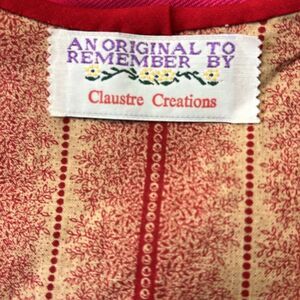 AN ORIGINAL TO
REMEMBER BY
Claustre Creations